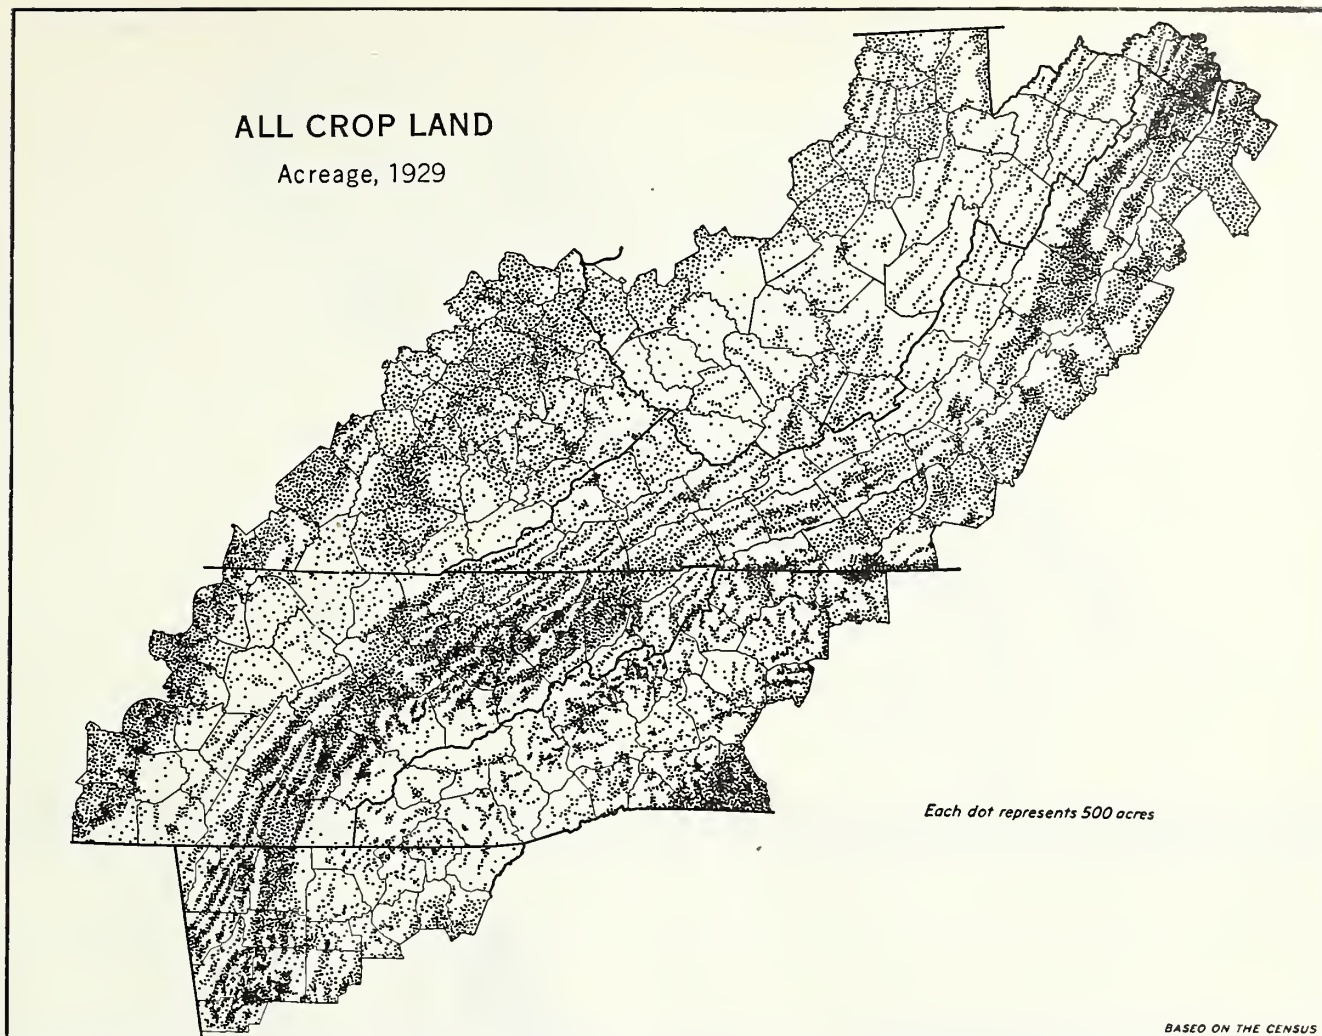 ALL CROP LAND
Acreage, 1929
Each dot represents 500 acres
BASED ON THE CENSUS